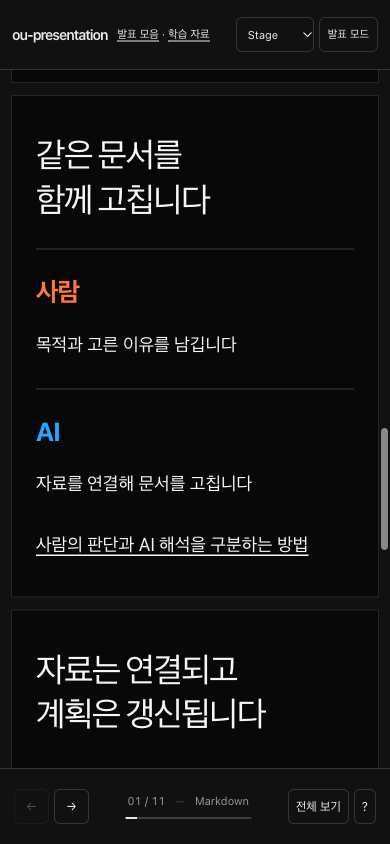 ou-presentation 발표 모음 · 학습 자료 Stage 발표 모드
같은 문서를
함께 고칩니다
사람
목적과 고른 이유를 남깁니다
AI
자료를 연결해 문서를 고칩니다
사람의 판단과 AI 해석을 구분하는 방법
자료는 연결되고
계획은 갱신됩니다
← → 01 / 11 — Markdown 전체 보기 ?